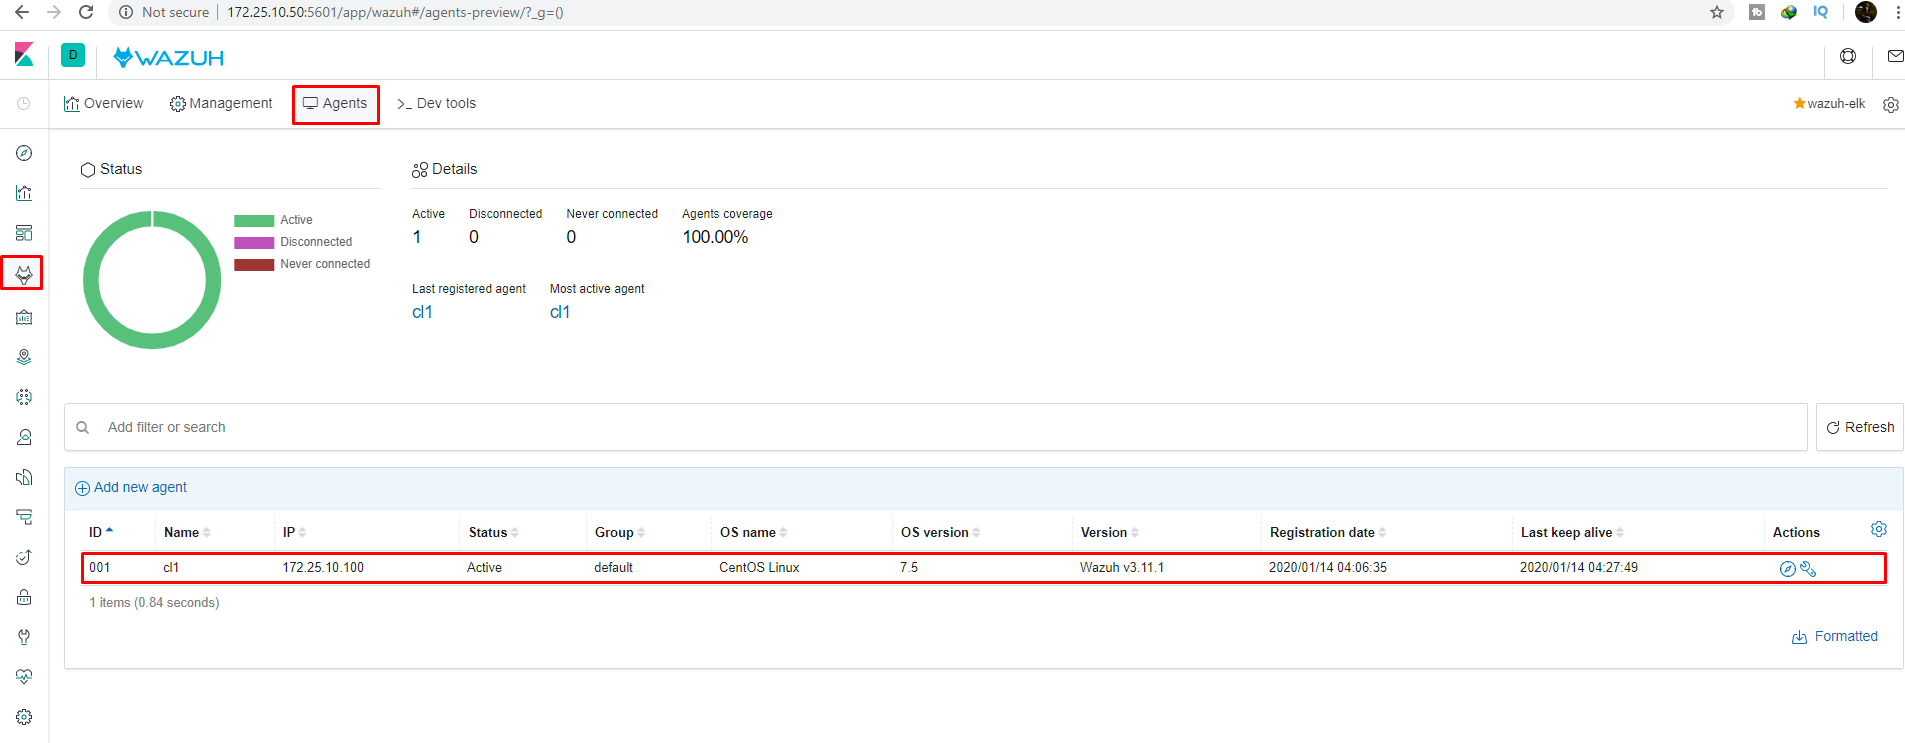 Not secure 172.25.10.50:5601/app/wazuh#/agents-preview/?_g=()
tb IQ
D WAZUH
Overview Management Agents >_ Dev tools wazuh-elk
Status Details
Active
Disconnected
Never connected
Active Disconnected Never connected Agents coverage
1 0 0 100.00%
Last registered agent Most active agent
cl1 cl1
Add filter or search Refresh
Add new agent
ID Name IP Status Group OS name OS version Version Registration date Last keep alive Actions
001 cl1 172.25.10.100 Active default CentOS Linux 7.5 Wazuh v3.11.1 2020/01/14 04:06:35 2020/01/14 04:27:49
1 items (0.84 seconds)
Formatted